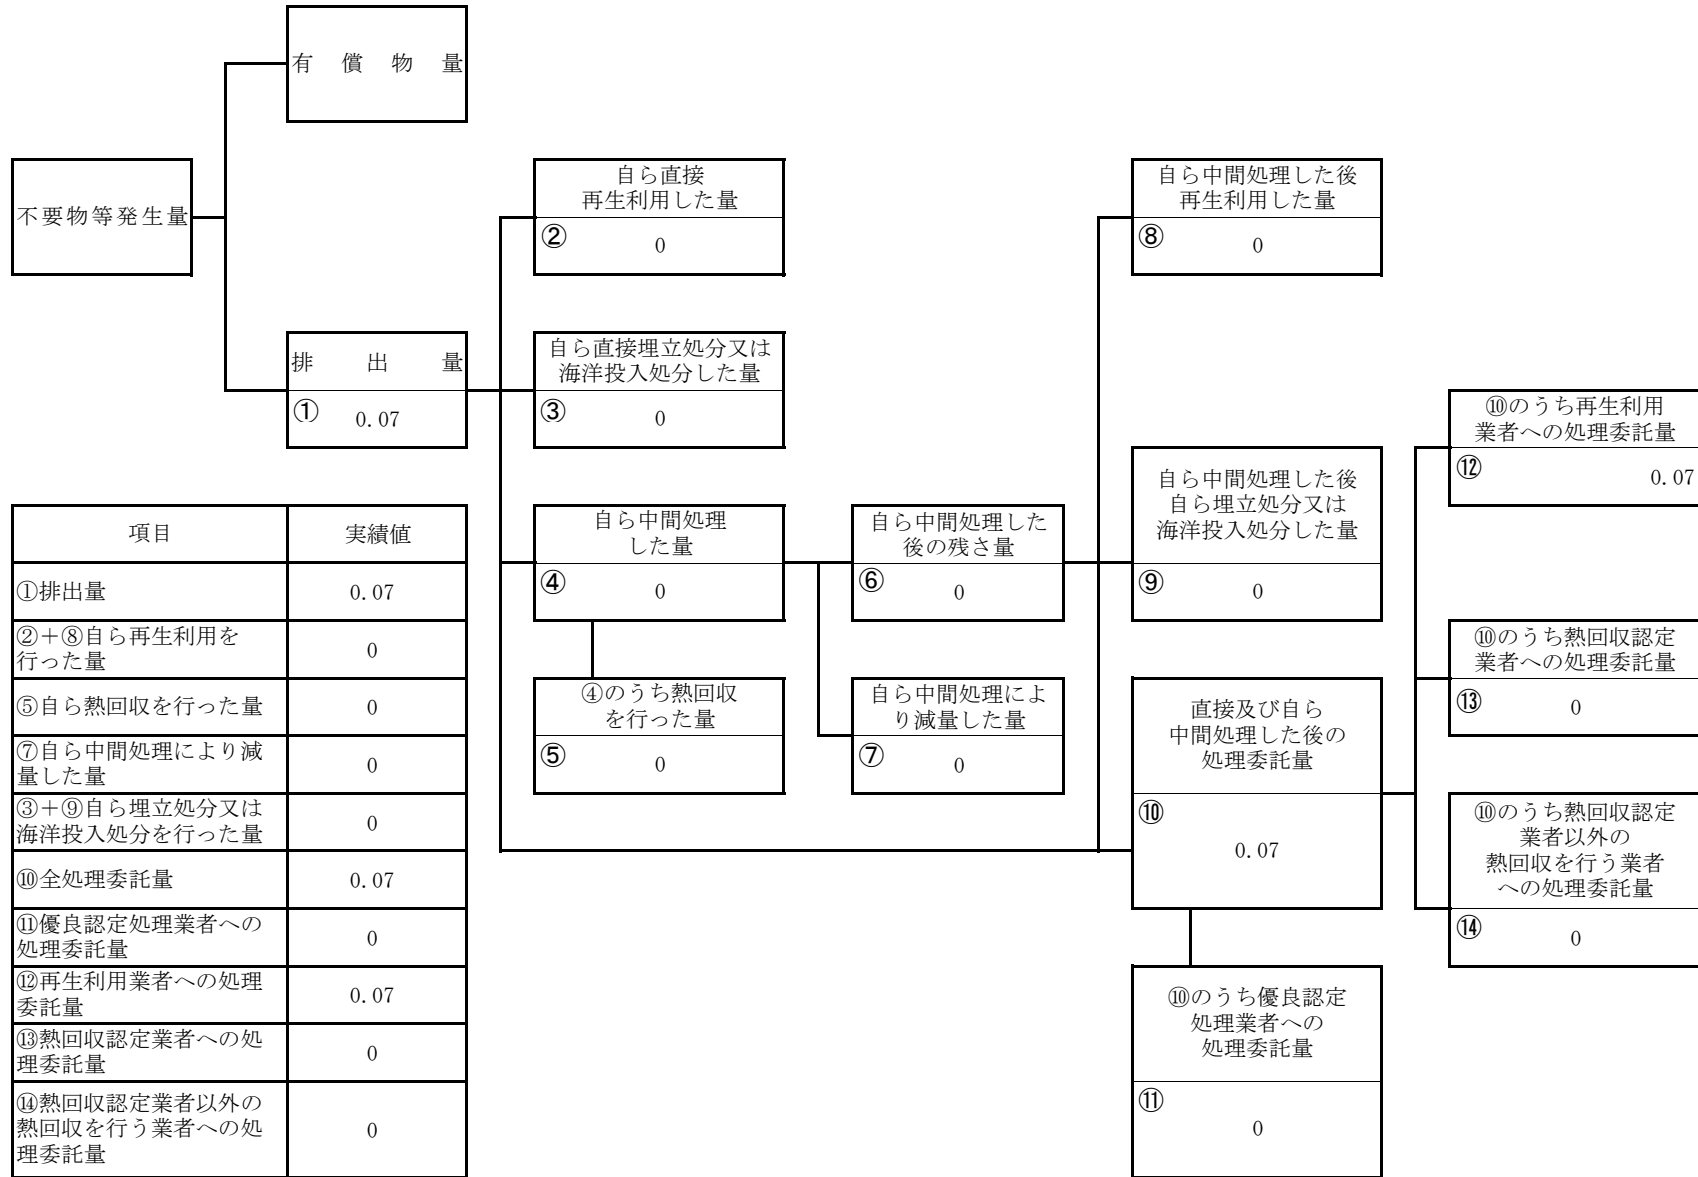 有償物量
不要物等発生量
排出量
① 0.07
自ら直接
再生利用した量
② 0
自ら直接埋立処分又は
海洋投入処分した量
③ 0
自ら中間処理
した量
④ 0
④のうち熱回収
を行った量
⑤ 0
自ら中間処理した
後の残さ量
⑥ 0
自ら中間処理によ
り減量した量
⑦ 0
自ら中間処理した後
再生利用した量
⑧ 0
自ら中間処理した後
自ら埋立処分又は
海洋投入処分した量
⑨ 0
直接及び自ら
中間処理した後の
処理委託量
⑩
0.07
⑩のうち優良認定
処理業者への
処理委託量
⑪
0
⑩のうち再生利用
業者への処理委託量
⑫ 0.07
⑩のうち熱回収認定
業者への処理委託量
⑬ 0
⑩のうち熱回収認定
業者以外の
熱回収を行う業者
への処理委託量
⑭ 0
項目 実績値
①排出量 0.07
②+⑧自ら再生利用を
行った量 0
⑤自ら熱回収を行った量 0
⑦自ら中間処理により減
量した量 0
③+⑨自ら埋立処分又は
海洋投入処分を行った量 0
⑩全処理委託量 0.07
⑪優良認定処理業者への
処理委託量 0
⑫再生利用業者への処理
委託量 0.07
⑬熱回収認定業者への処
理委託量 0
⑭熱回収認定業者以外の
熱回収を行う業者への処
理委託量 0